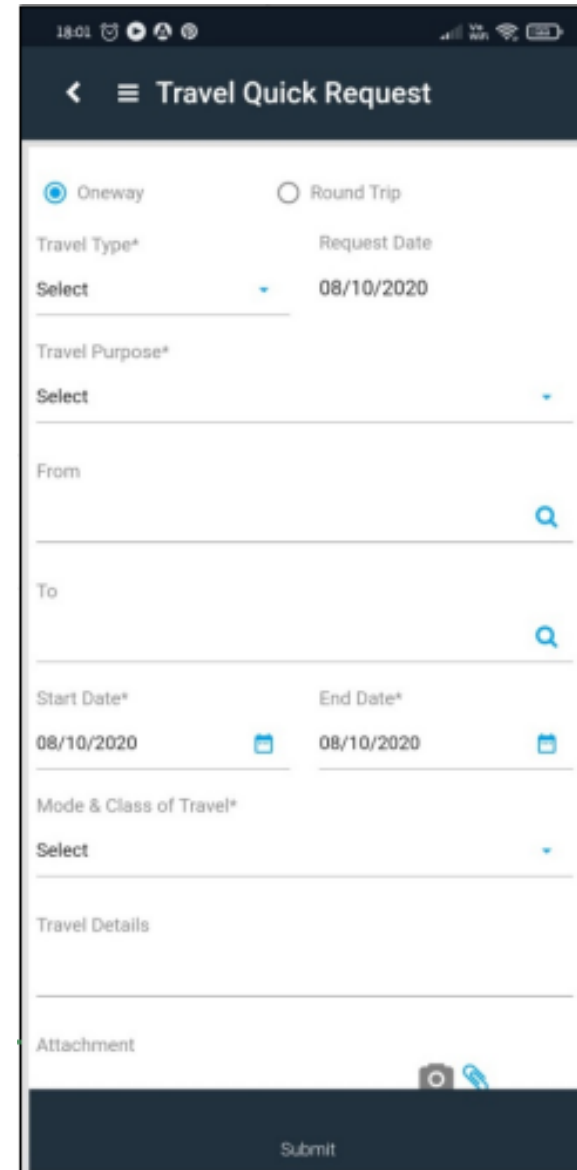 18:01
Travel Quick Request
Oneway Round Trip
Travel Type* Request Date
Select 08/10/2020
Travel Purpose*
Select
From
To
Start Date* End Date*
08/10/2020 08/10/2020
Mode & Class of Travel*
Select
Travel Details
Attachment
Submit